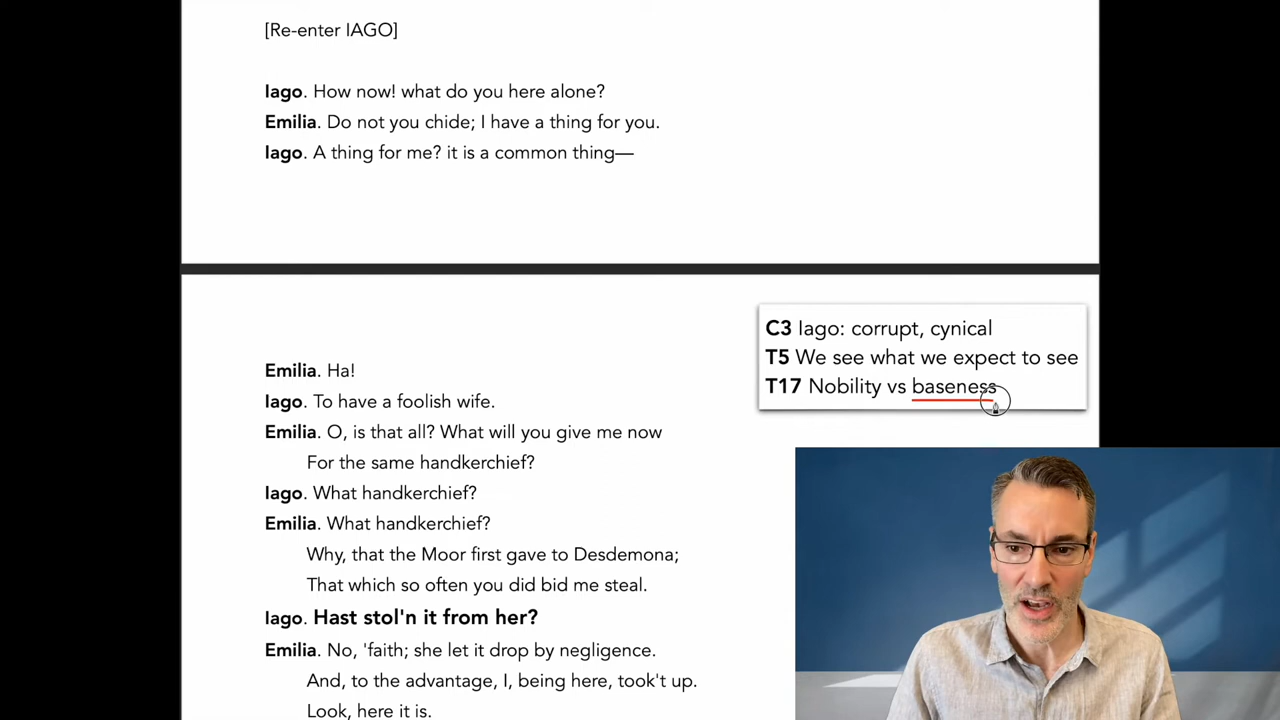 [Re-enter IAGO]
Iago. How now! what do you here alone?
Emilia. Do not you chide; I have a thing for you.
Iago. A thing for me? it is a common thing—
C3 Iago: corrupt, cynical
T5 We see what we expect to see
T17 Nobility vs baseness
Emilia. Ha!
Iago. To have a foolish wife.
Emilia. O, is that all? What will you give me now
For the same handkerchief?
Iago. What handkerchief?
Emilia. What handkerchief?
Why, that the Moor first gave to Desdemona;
That which so often you did bid me steal.
Iago. Hast stol'n it from her?
Emilia. No, 'faith; she let it drop by negligence.
And, to the advantage, I, being here, took't up.
Look, here it is.